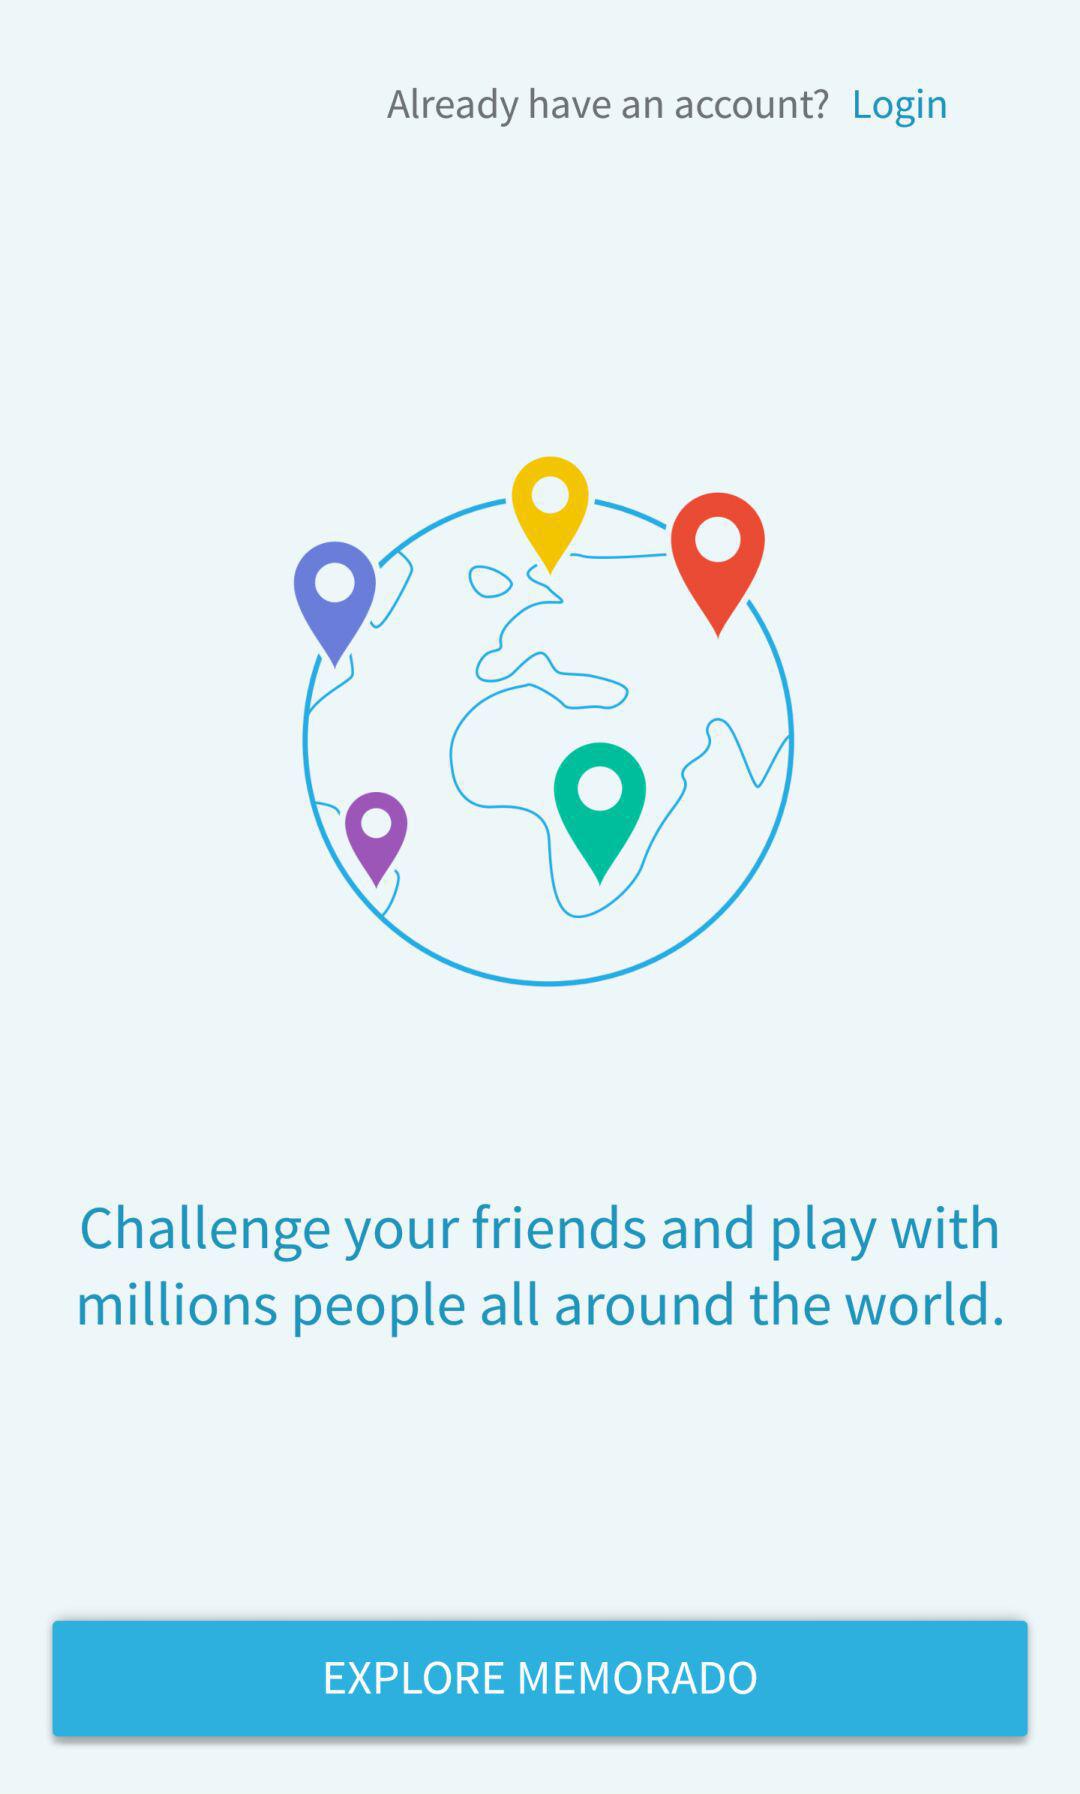 Already have an account? Login
Challenge your friends and play with
millions people all around the world.
EXPLORE MEMORADO